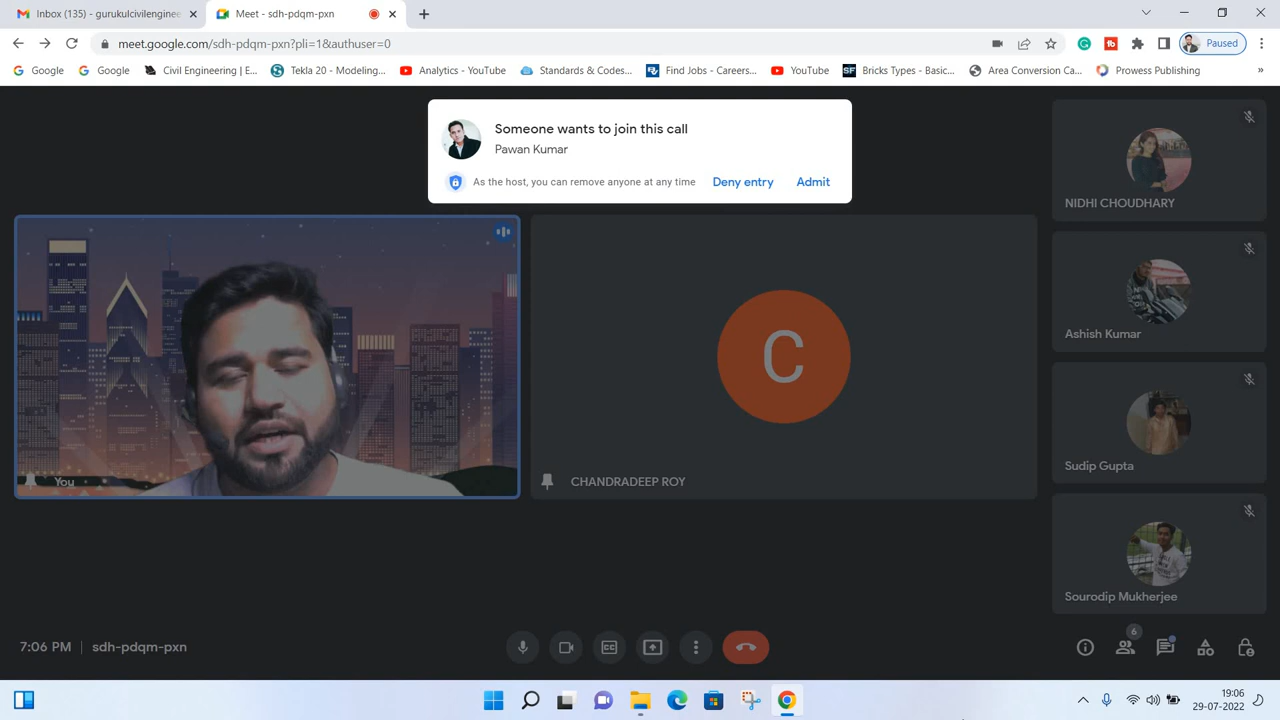 Inbox (135) - gurukulcivilenginee
Meet - sdh-pdqm-pxn
meet.google.com/sdh-pdqm-pxn?pli=1&authuser=0
Paused
Google
Google
Civil Engineering | E...
Tekla 20 - Modeling...
Analytics - YouTube
Standards & Codes...
Find Jobs - Careers...
YouTube
Bricks Types - Basic...
Area Conversion Ca...
Prowess Publishing
»
Someone wants to join this call
Pawan Kumar
As the host, you can remove anyone at any time
Deny entry
Admit
NIDHI CHOUDHARY
Ashish Kumar
C
Sudip Gupta
You
CHANDRADEEP ROY
Sourodip Mukherjee
7:06 PM | sdh-pdqm-pxn
CC
6
19:06
29-07-2022